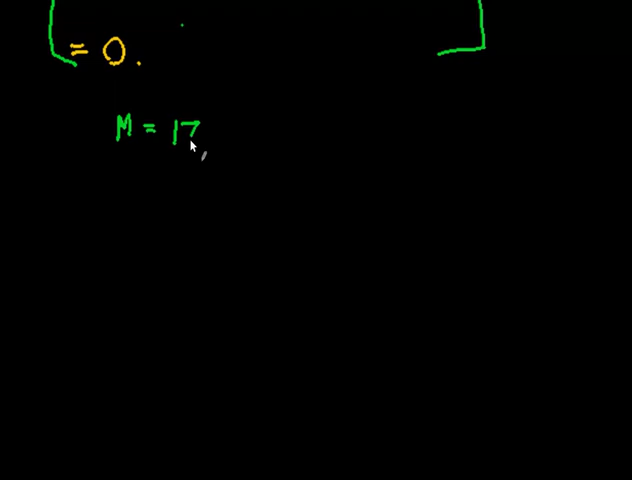 = 0.
M = 17